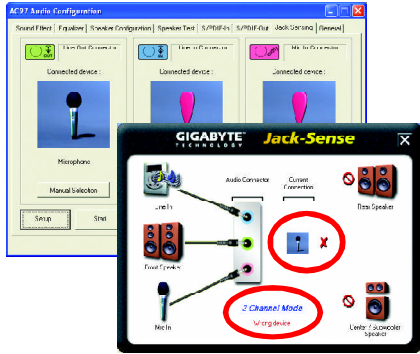 AC97 Audio Configuration
Sound Effect Equalizer Speaker Configuration Speaker Test S/PDIF-In S/PDIF-Out Jack Sensing General
OUT
Line Out Connector
IN
Line In Connector
Mic In Connector
Connected device :
Connected device :
Connected device :
Microphone
Manual Selection
Setup
Start
GIGABYTE™
TECHNOLOGY
Jack-Sense
X
Audio Connector
Current Connection
Line In
Rear Speaker
Front Speaker
Mic In
2 Channel Mode
Wrong device
Center / Subwoofer Speaker